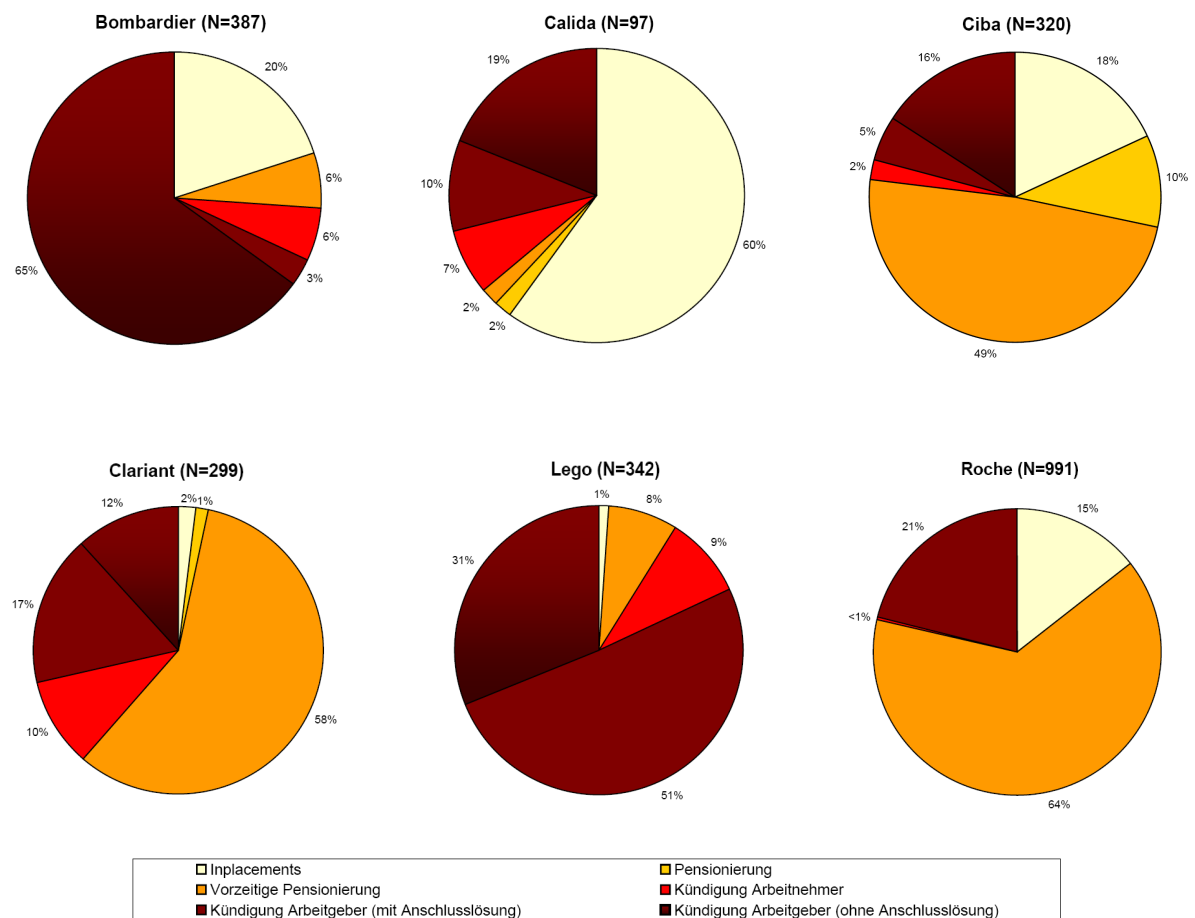 Bombardier (N=387)
20%
6%
6%
3%
65%
Calida (N=97)
19%
10%
7%
2%
2%
60%
Ciba (N=320)
16%
18%
5%
2%
10%
49%
Clariant (N=299)
12%
2%
1%
17%
10%
58%
Lego (N=342)
1%
8%
9%
31%
51%
Roche (N=991)
15%
21%
<1%
64%
Inplacements
Pensionierung
Vorzeitige Pensionierung
Kündigung Arbeitnehmer
Kündigung Arbeitgeber (mit Anschlusslösung)
Kündigung Arbeitgeber (ohne Anschlusslösung)